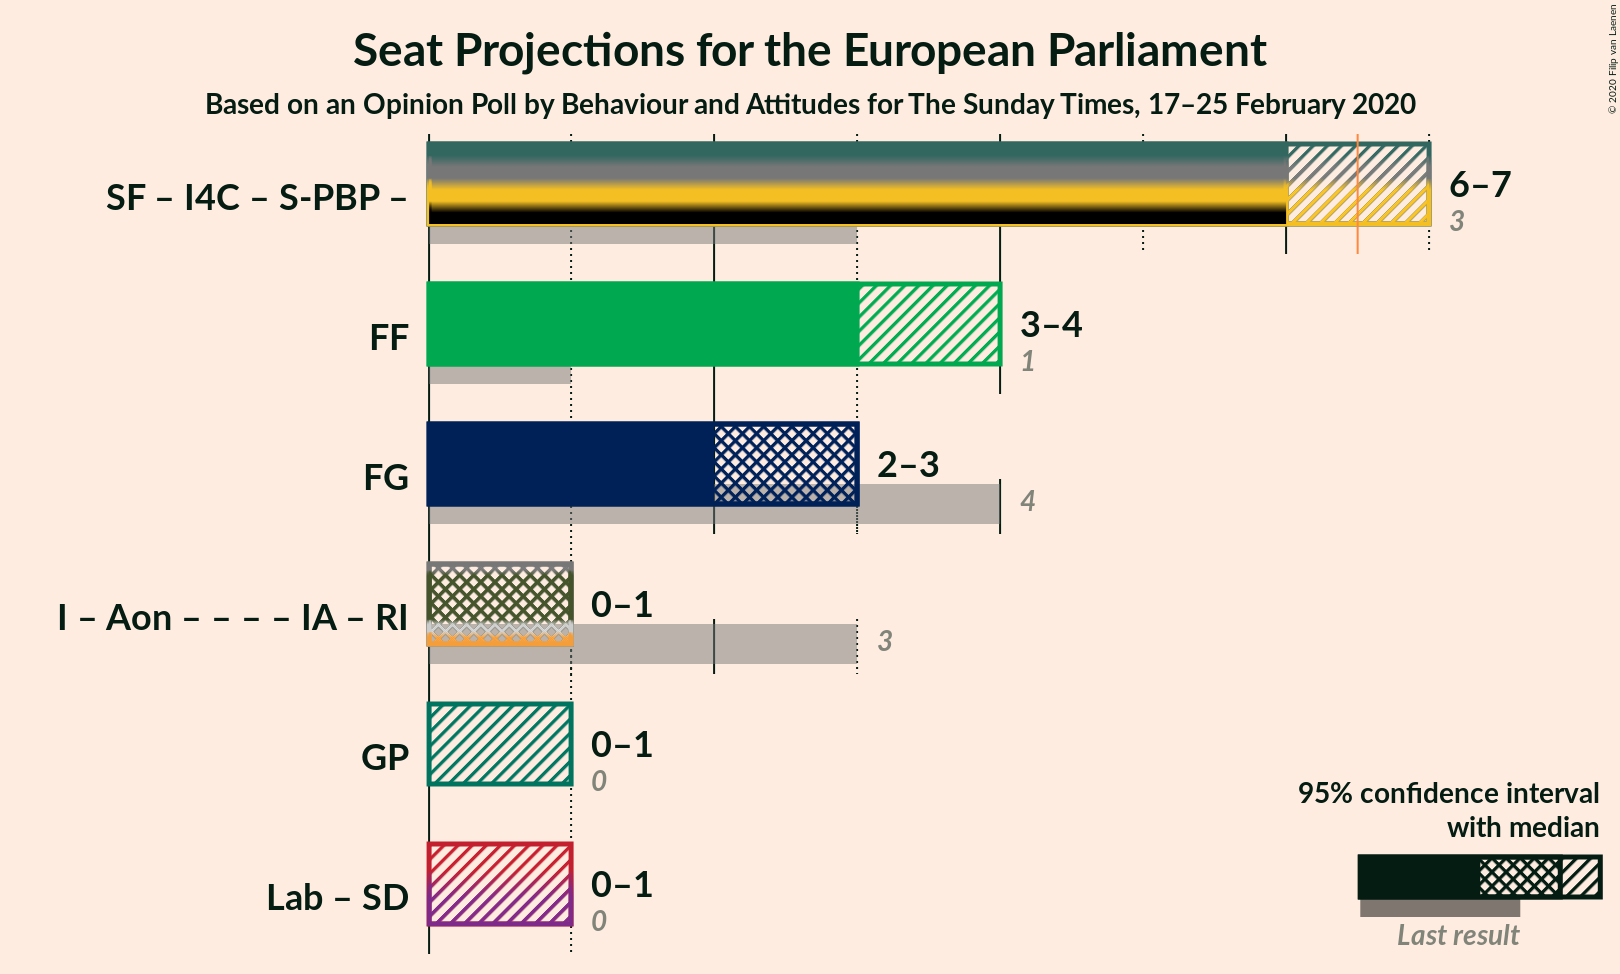 Seat Projections for the European Parliament
Based on an Opinion Poll by Behaviour and Attitudes for The Sunday Times, 17–25 February 2020
© 2020 Filip van Laenen
SF – I4C – S-PBP –
6–7
3
FF
3–4
1
FG
2–3
4
I – Aon – – – – IA – RI
0–1
3
GP
0–1
0
Lab – SD
0–1
0
95% confidence interval
with median
Last result